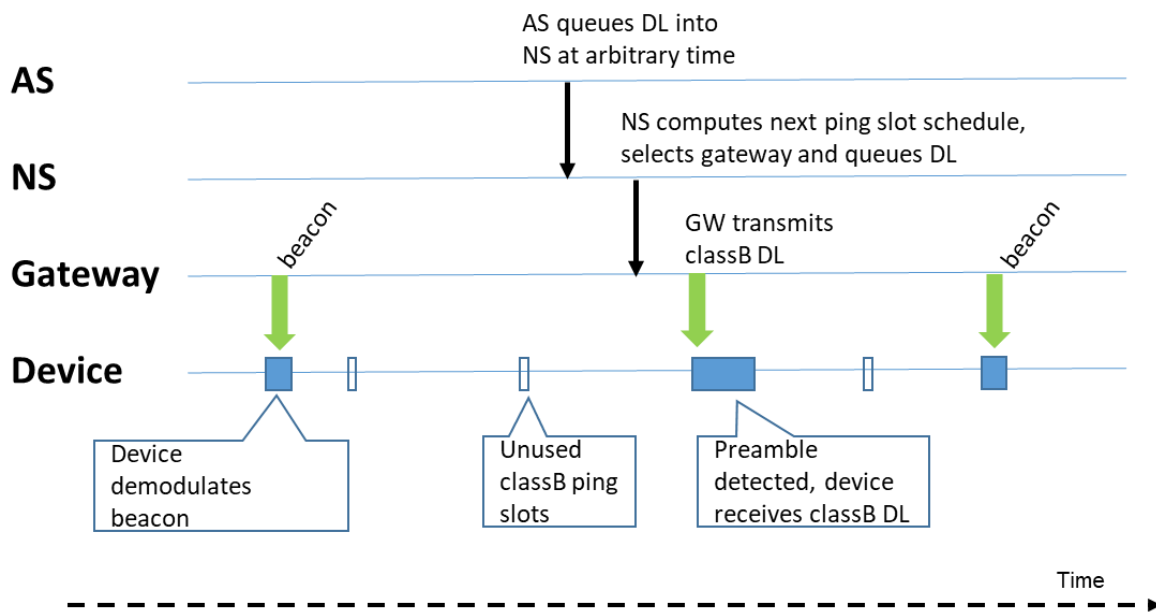 AS queues DL into
NS at arbitrary time
AS
NS computes next ping slot schedule,
selects gateway and queues DL
NS
beacon
GW transmits
classB DL
beacon
Gateway
Device
Device
demodulates
beacon
Unused
classB ping
slots
Preamble
detected, device
receives classB DL
Time